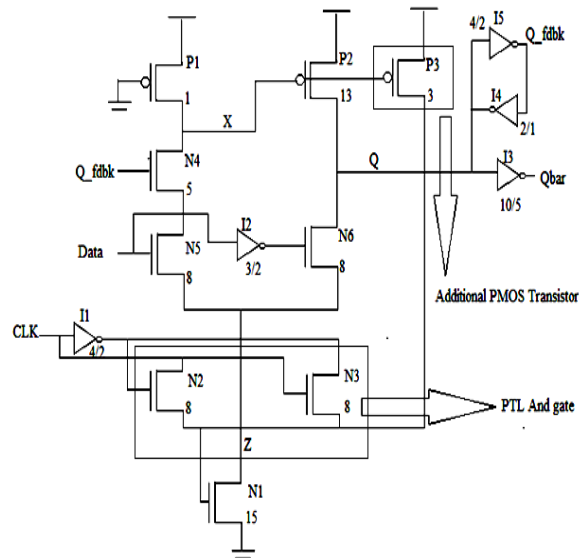 I5
4/2
Q_fdbk
P1
P2
P3
I4
1
13
3
2/1
X
N4
Q
I3
Q_fdbk
Qbar
5
10/5
I2
N6
Data
N5
3/2
8
8
Additional PMOS Transistor
I1
CLK
4/2
N2
N3
8
8
PTL And gate
Z
N1
15